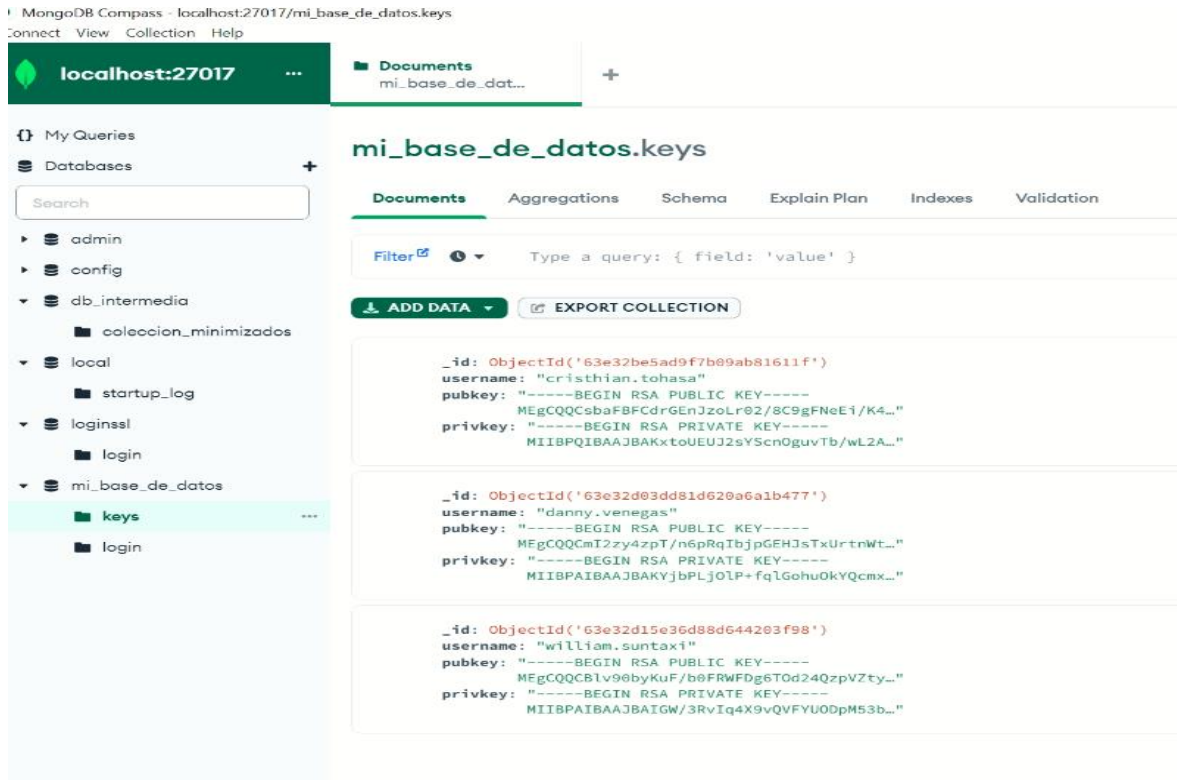 MongoDB Compass - localhost:27017/mi_base_de_datos.keys
Connect View Collection Help
localhost:27017 ...
Documents
mi_base_de_dat...
+
{} My Queries
Databases +
Search
admin
config
db_intermedia
coleccion_minimizados
local
startup_log
loginssl
login
mi_base_de_datos
keys ...
login
mi_base_de_datos.keys
Documents Aggregations Schema Explain Plan Indexes Validation
Filter Type a query: { field: 'value' }
ADD DATA EXPORT COLLECTION
_id: ObjectId('63e32be5ad9f7b09ab81611f')
username: "cristhian.tohasa"
pubkey: "-----BEGIN RSA PUBLIC KEY-----
MEgCQQCsbaFBFCdrGEnJzoLr02/8C9gFNeEi/K4…"
privkey: "-----BEGIN RSA PRIVATE KEY-----
MIIBPQIBAAJBAKxtoUEUJ2sYScnOguvTb/wL2A…"
_id: ObjectId('63e32d03dd81d620a6a1b477')
username: "danny.venegas"
pubkey: "-----BEGIN RSA PUBLIC KEY-----
MEgCQQCmI2zy4zpT/n6pRqIbjpGEHJsTxUrtnWt…"
privkey: "-----BEGIN RSA PRIVATE KEY-----
MIIBPAIBAAJBAKYjbPLjOlP+fqlGohuOkYQcmx…"
_id: ObjectId('63e32d15e36d88d644203f98')
username: "william.suntaxi"
pubkey: "-----BEGIN RSA PUBLIC KEY-----
MEgCQQCBlv90byKuF/b0FRWFDg6TOd24QzpVZty…"
privkey: "-----BEGIN RSA PRIVATE KEY-----
MIIBPAIBAAJBAIGW/3RvIq4X9vQVFYUODpM53b…"